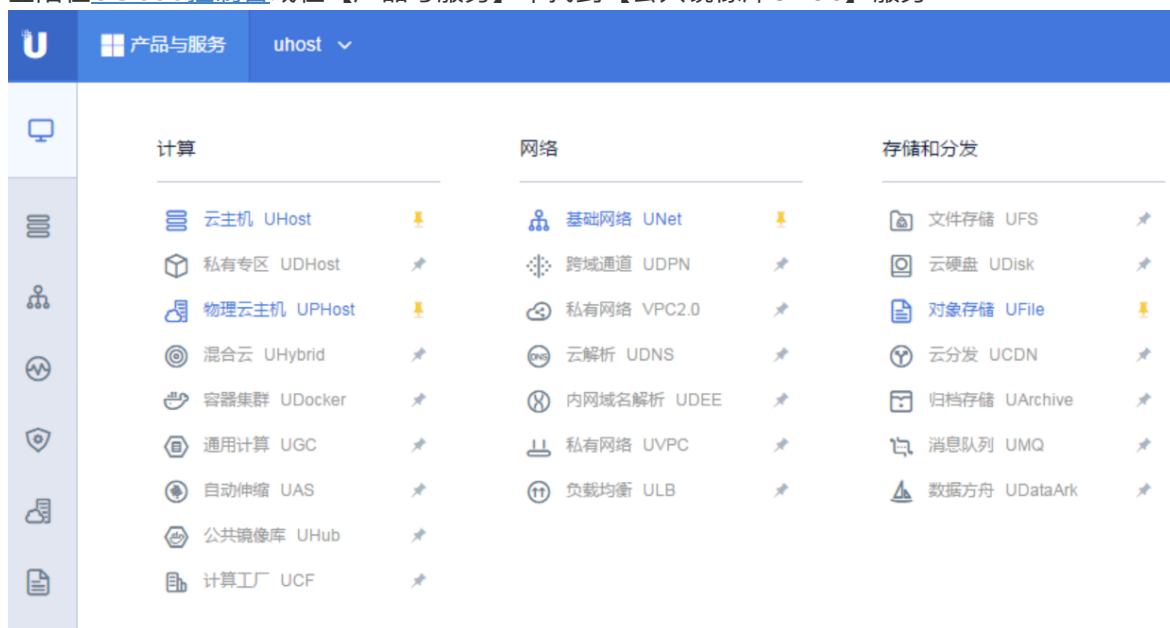 产品与服务 uhost
计算
云主机 UHost
私有专区 UDHost
物理云主机 UPHost
混合云 UHybrid
容器集群 UDocker
通用计算 UGC
自动伸缩 UAS
公共镜像库 UHub
计算工厂 UCF
网络
基础网络 UNet
跨域通道 UDPN
私有网络 VPC2.0
DNS 云解析 UDNS
内网域名解析 UDEE
私有网络 UVPC
负载均衡 ULB
存储和分发
文件存储 UFS
云硬盘 UDisk
对象存储 UFile
云分发 UCDN
归档存储 UArchive
消息队列 UMQ
数据方舟 UDataArk